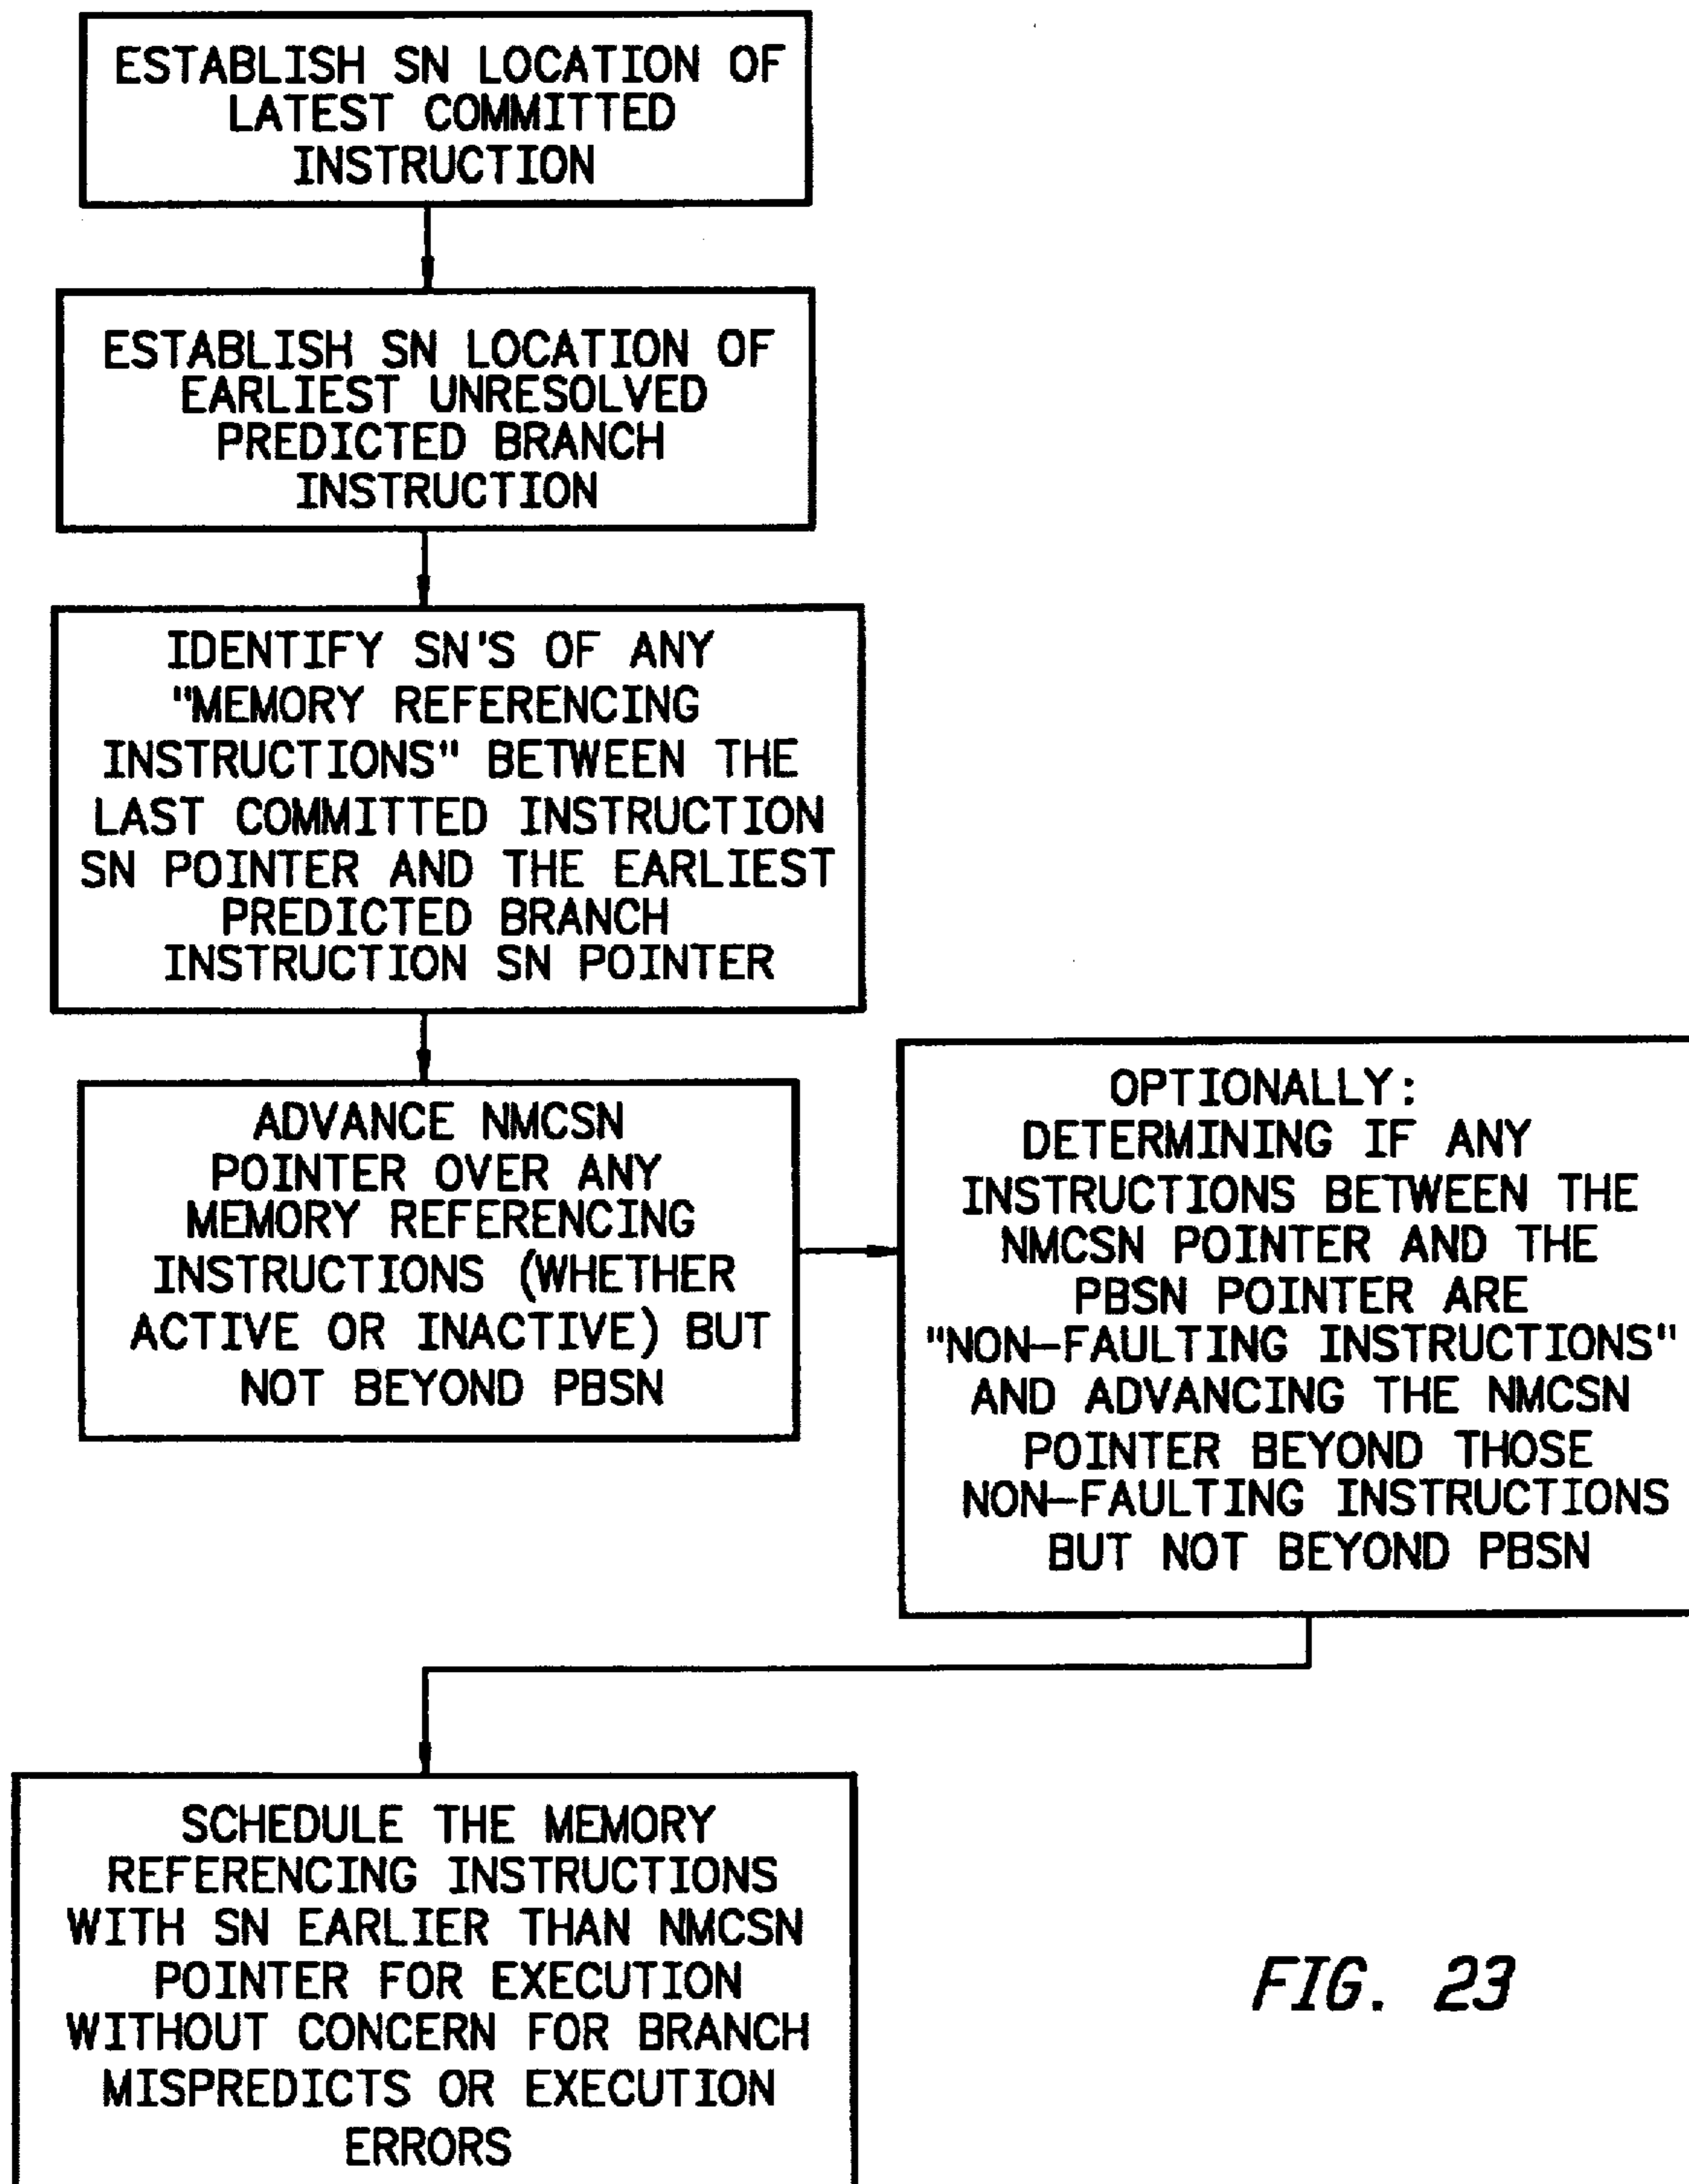 ESTABLISH SN LOCATION OF
LATEST COMMITTED
INSTRUCTION
ESTABLISH SN LOCATION OF
EARLIEST UNRESOLVED
PREDICTED BRANCH
INSTRUCTION
IDENTIFY SN'S OF ANY
"MEMORY REFERENCING
INSTRUCTIONS" BETWEEN THE
LAST COMMITTED INSTRUCTION
SN POINTER AND THE EARLIEST
PREDICTED BRANCH
INSTRUCTION SN POINTER
ADVANCE NMCSN
POINTER OVER ANY
MEMORY REFERENCING
INSTRUCTIONS (WHETHER
ACTIVE OR INACTIVE) BUT
NOT BEYOND PBSN
OPTIONALLY:
DETERMINING IF ANY
INSTRUCTIONS BETWEEN THE
NMCSN POINTER AND THE
PBSN POINTER ARE
"NON-FAULTING INSTRUCTIONS"
AND ADVANCING THE NMCSN
POINTER BEYOND THOSE
NON-FAULTING INSTRUCTIONS
BUT NOT BEYOND PBSN
SCHEDULE THE MEMORY
REFERENCING INSTRUCTIONS
WITH SN EARLIER THAN NMCSN
POINTER FOR EXECUTION
WITHOUT CONCERN FOR BRANCH
MISPREDICTS OR EXECUTION
ERRORS
FIG. 23